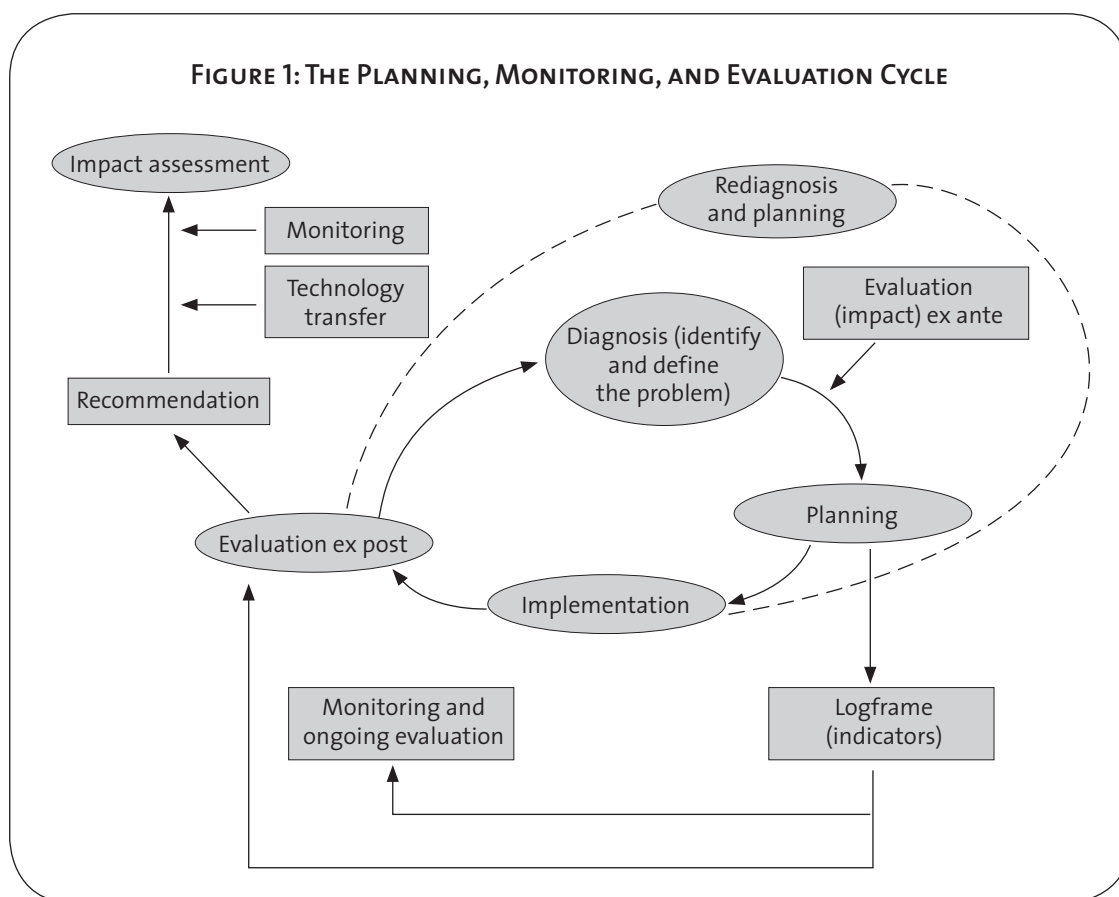 FIGURE 1: THE PLANNING, MONITORING, AND EVALUATION CYCLE
Impact assessment
Rediagnosis
and planning
Monitoring
Technology
transfer
Evaluation
(impact) ex ante
Diagnosis (identify
and define
the problem)
Recommendation
Planning
Evaluation ex post
Implementation
Monitoring and
ongoing evaluation
Logframe
(indicators)